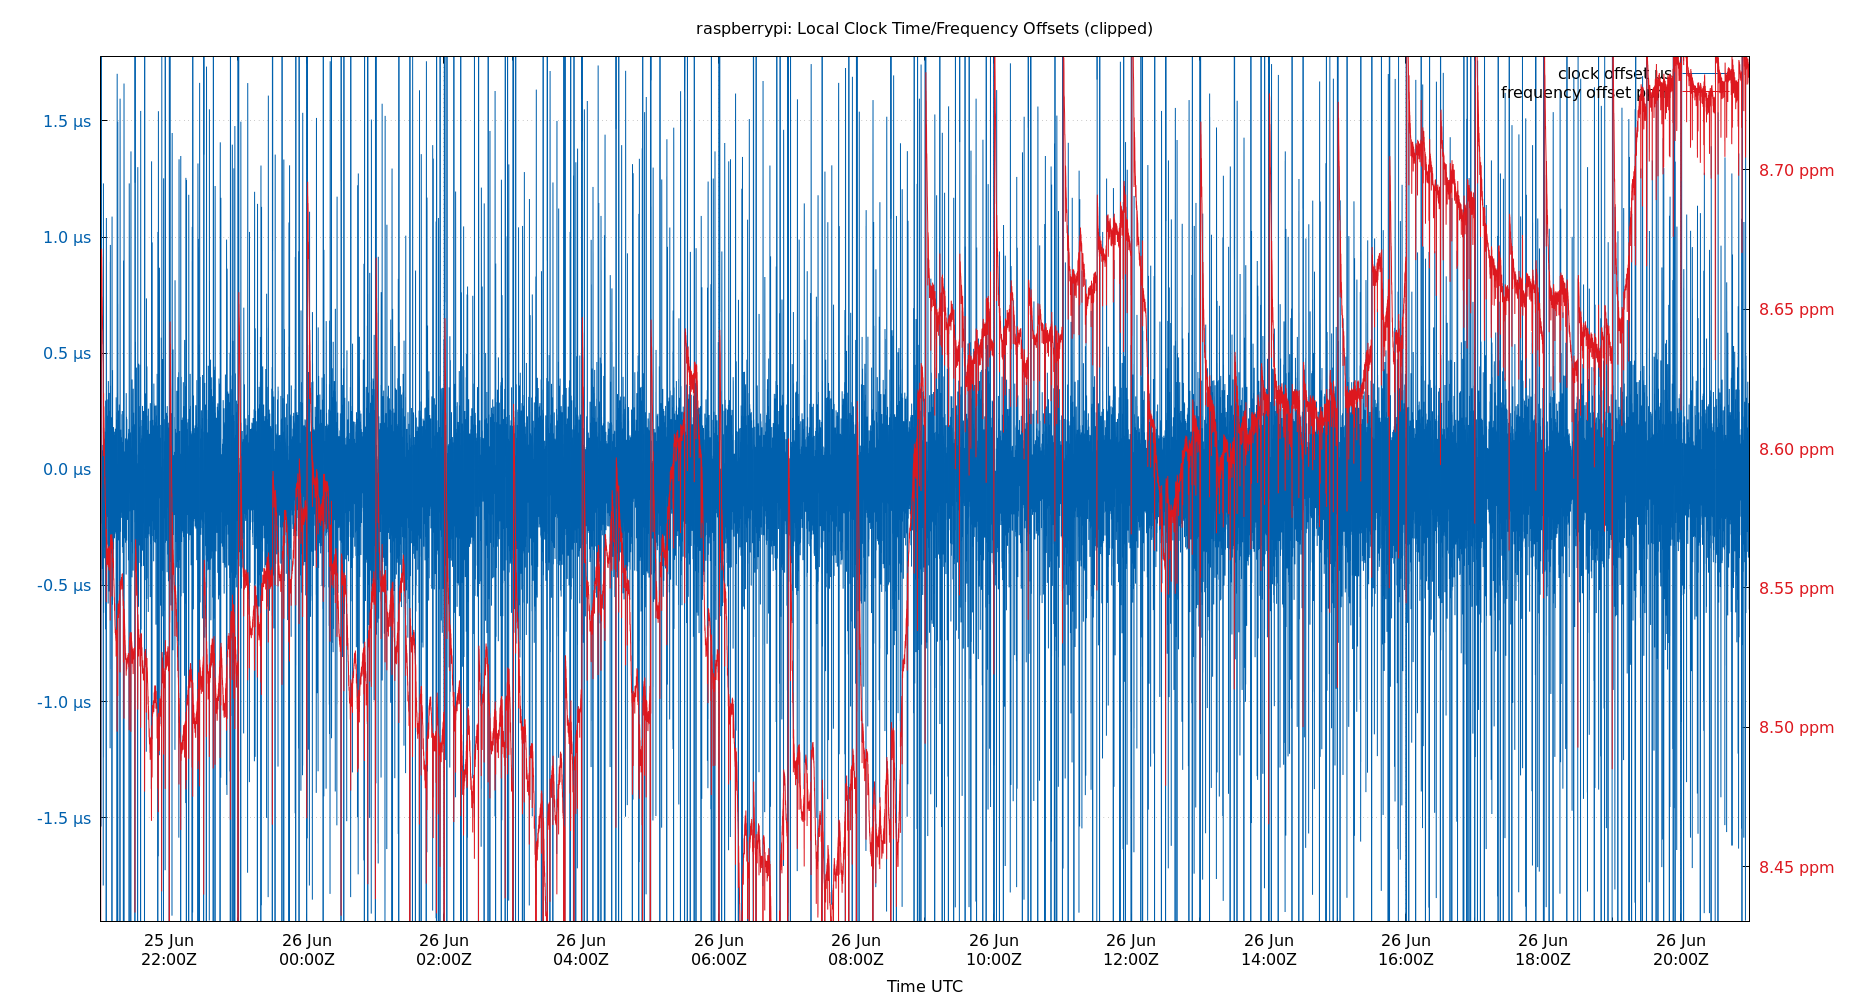 raspberrypi: Local Clock Time/Frequency Offsets (clipped)
clock offset µs
frequency offset
1.5 µs
1.0 µs
0.5 µs
0.0 µs
-0.5 µs
-1.0 µs
-1.5 µs
8.70 ppm
8.65 ppm
8.60 ppm
8.55 ppm
8.50 ppm
8.45 ppm
25 Jun
22:00Z
26 Jun
00:00Z
26 Jun
02:00Z
26 Jun
04:00Z
26 Jun
06:00Z
26 Jun
08:00Z
26 Jun
10:00Z
26 Jun
12:00Z
26 Jun
14:00Z
26 Jun
16:00Z
26 Jun
18:00Z
26 Jun
20:00Z
Time UTC